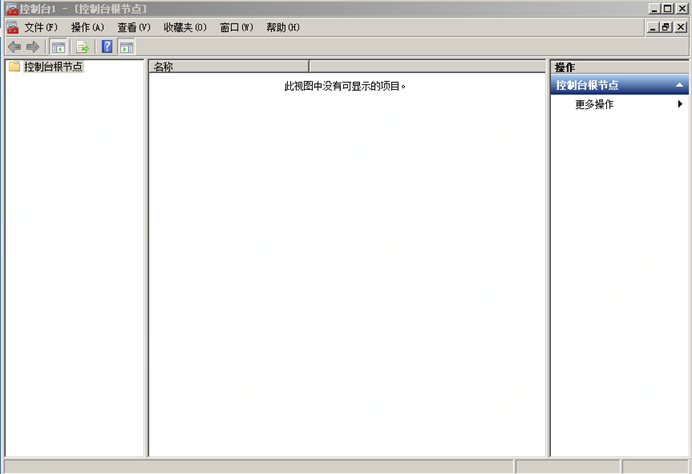 控制台1 - [控制台根节点]
文件(F) 操作(A) 查看(V) 收藏夹(O) 窗口(W) 帮助(H)
控制台根节点
名称
此视图中没有可显示的项目。
操作
控制台根节点
更多操作